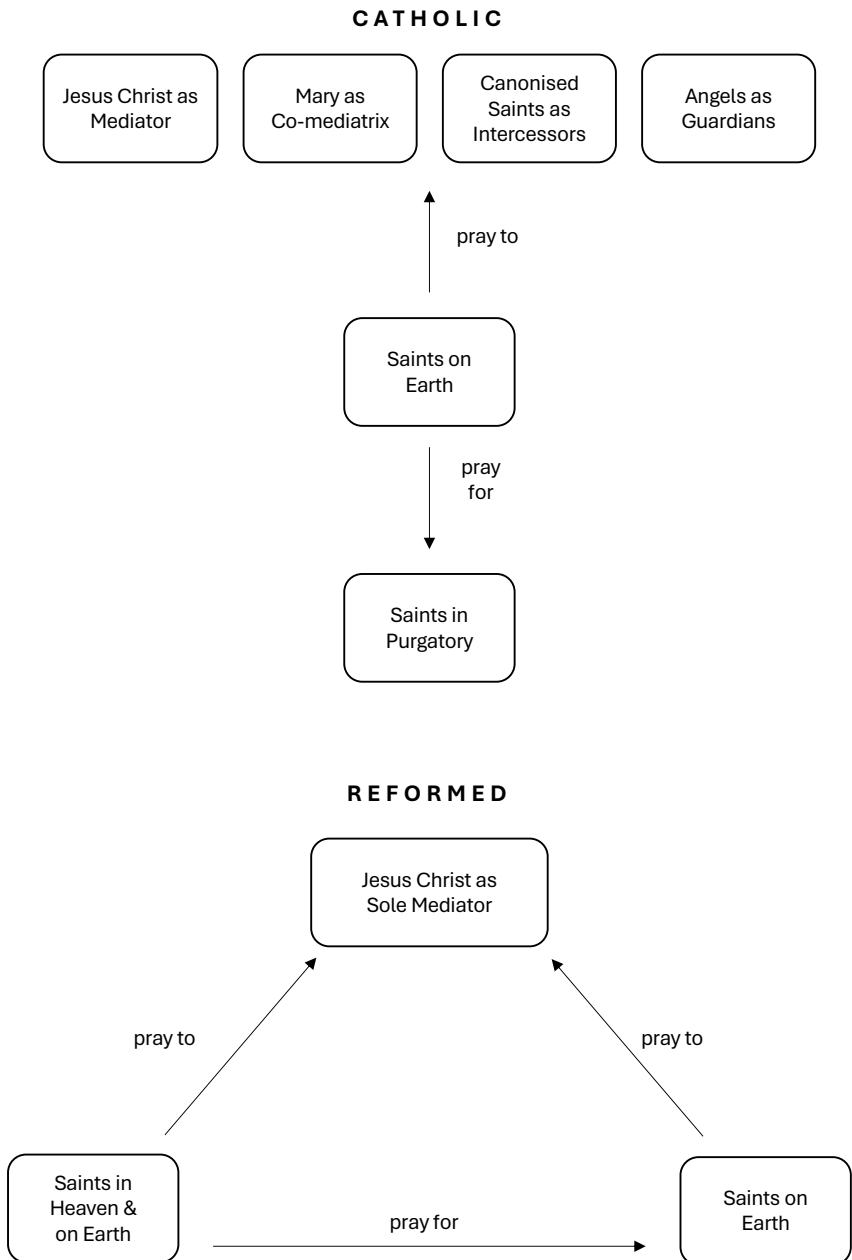 CATHOLIC
Jesus Christ as
Mediator
Mary as
Co-mediatrix
Canonised
Saints as
Intercessors
Angels as
Guardians
pray to
Saints on
Earth
pray
for
Saints in
Purgatory
REFORMED
Jesus Christ as
Sole Mediator
pray to
pray to
Saints in
Heaven &
on Earth
pray for
Saints on
Earth